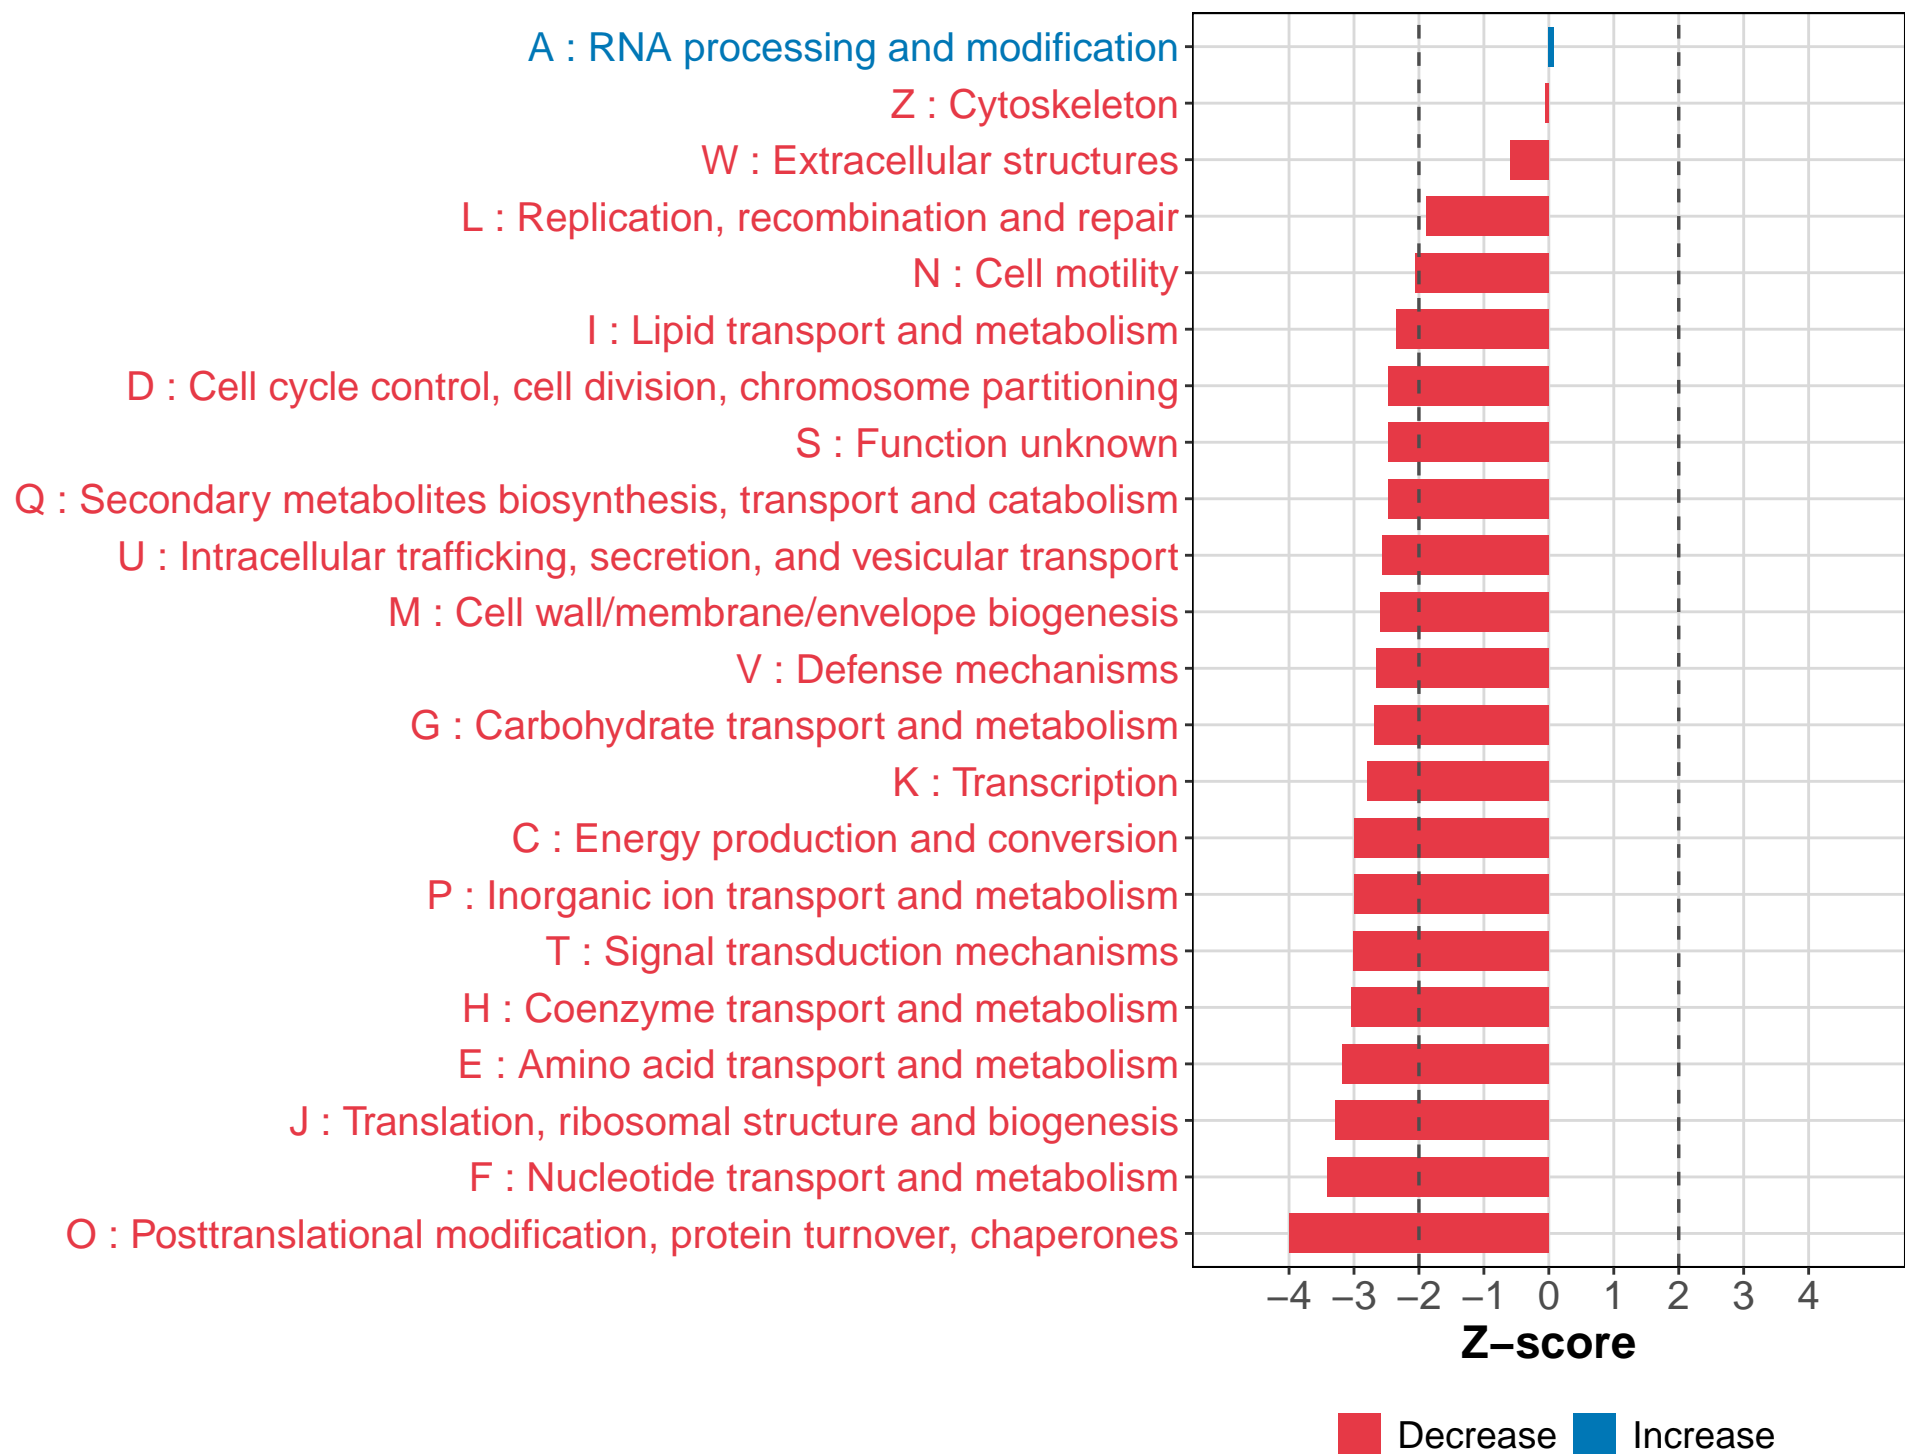 A : RNA processing and modification
Z : Cytoskeleton
W : Extracellular structures
L : Replication, recombination and repair
N : Cell motility
I : Lipid transport and metabolism
D : Cell cycle control, cell division, chromosome partitioning
S : Function unknown
Q : Secondary metabolites biosynthesis, transport and catabolism
U : Intracellular trafficking, secretion, and vesicular transport
M : Cell wall/membrane/envelope biogenesis
V : Defense mechanisms
G : Carbohydrate transport and metabolism
K : Transcription
C : Energy production and conversion
P : Inorganic ion transport and metabolism
T : Signal transduction mechanisms
H : Coenzyme transport and metabolism
E : Amino acid transport and metabolism
J : Translation, ribosomal structure and biogenesis
F : Nucleotide transport and metabolism
O : Posttranslational modification, protein turnover, chaperones
−4 −3 −2 −1 0 1 2 3 4
Z−score
Decrease Increase